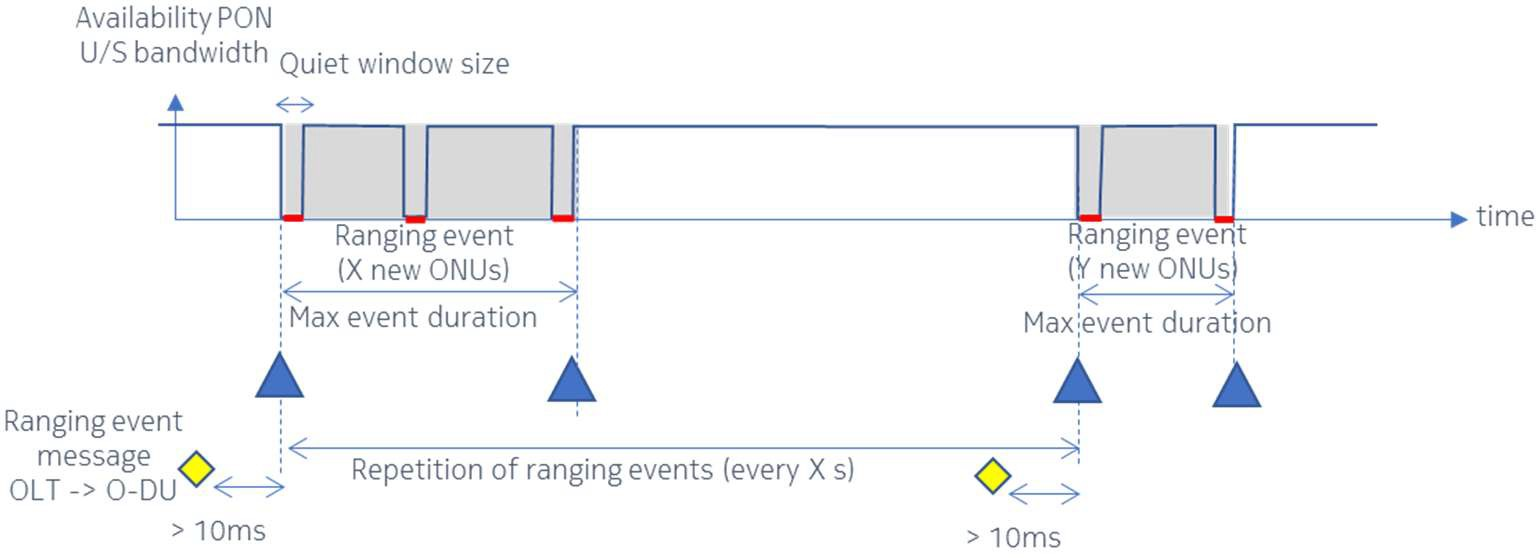 Availability PON
U/S bandwidth
Quiet window size
time
Ranging event
(X new ONUs)
Max event duration
Ranging event
(Y new ONUs)
Max event duration
Ranging event
message
OLT -> O-DU
> 10ms
Repetition of ranging events (every X s)
> 10ms